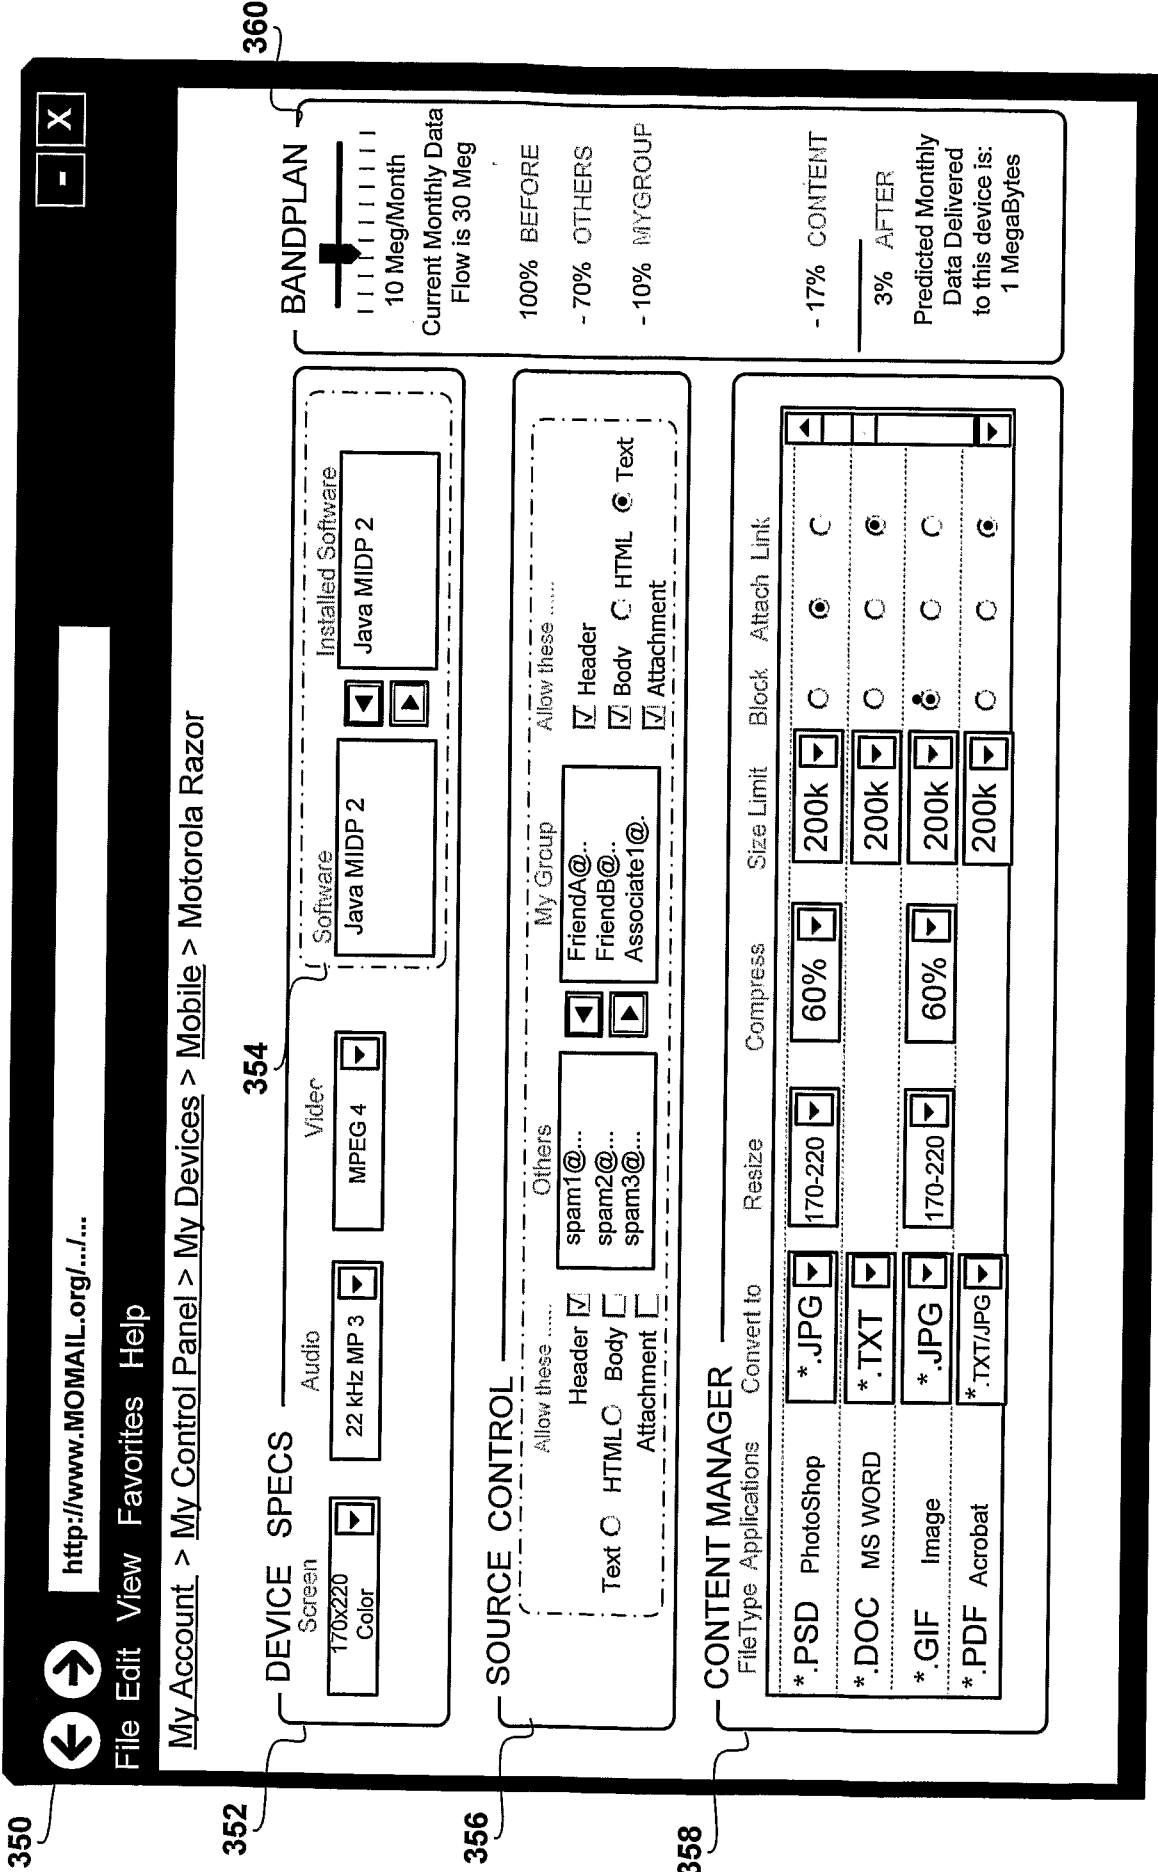 350
http://www.MOMAIL.org/.../...
- X
File Edit View Favorites Help
My Account > My Control Panel > My Devices > Mobile > Motorola Razor
352
DEVICE SPECS
354
Screen Audio Video Software Installed Software
170x220
Color
22 kHz MP 3
MPEG 4
Java MIDP 2
Java MIDP 2
356
SOURCE CONTROL
Allow these ...... Others My Group Allow these ......
Header
Text HTML Body
Attachment
spam1@...
spam2@...
spam3@...
FriendA@...
FriendB@...
Associate1@.
Header
Body HTML Text
Attachment
358
CONTENT MANAGER
FileType Applications Convert to Resize Compress Size Limit Block Attach Link
*.PSD PhotoShop *.JPG 170-220 60% 200k
*.DOC MS WORD *.TXT 200k
*.GIF Image *.JPG 170-220 60% 200k
*.PDF Acrobat *.TXT/JPG 200k
360
BANDPLAN
10 Meg/Month
Current Monthly Data
Flow is 30 Meg
100% BEFORE
- 70% OTHERS
- 10% MYGROUP
- 17% CONTENT
3% AFTER
Predicted Monthly
Data Delivered
to this device is:
1 MegaBytes